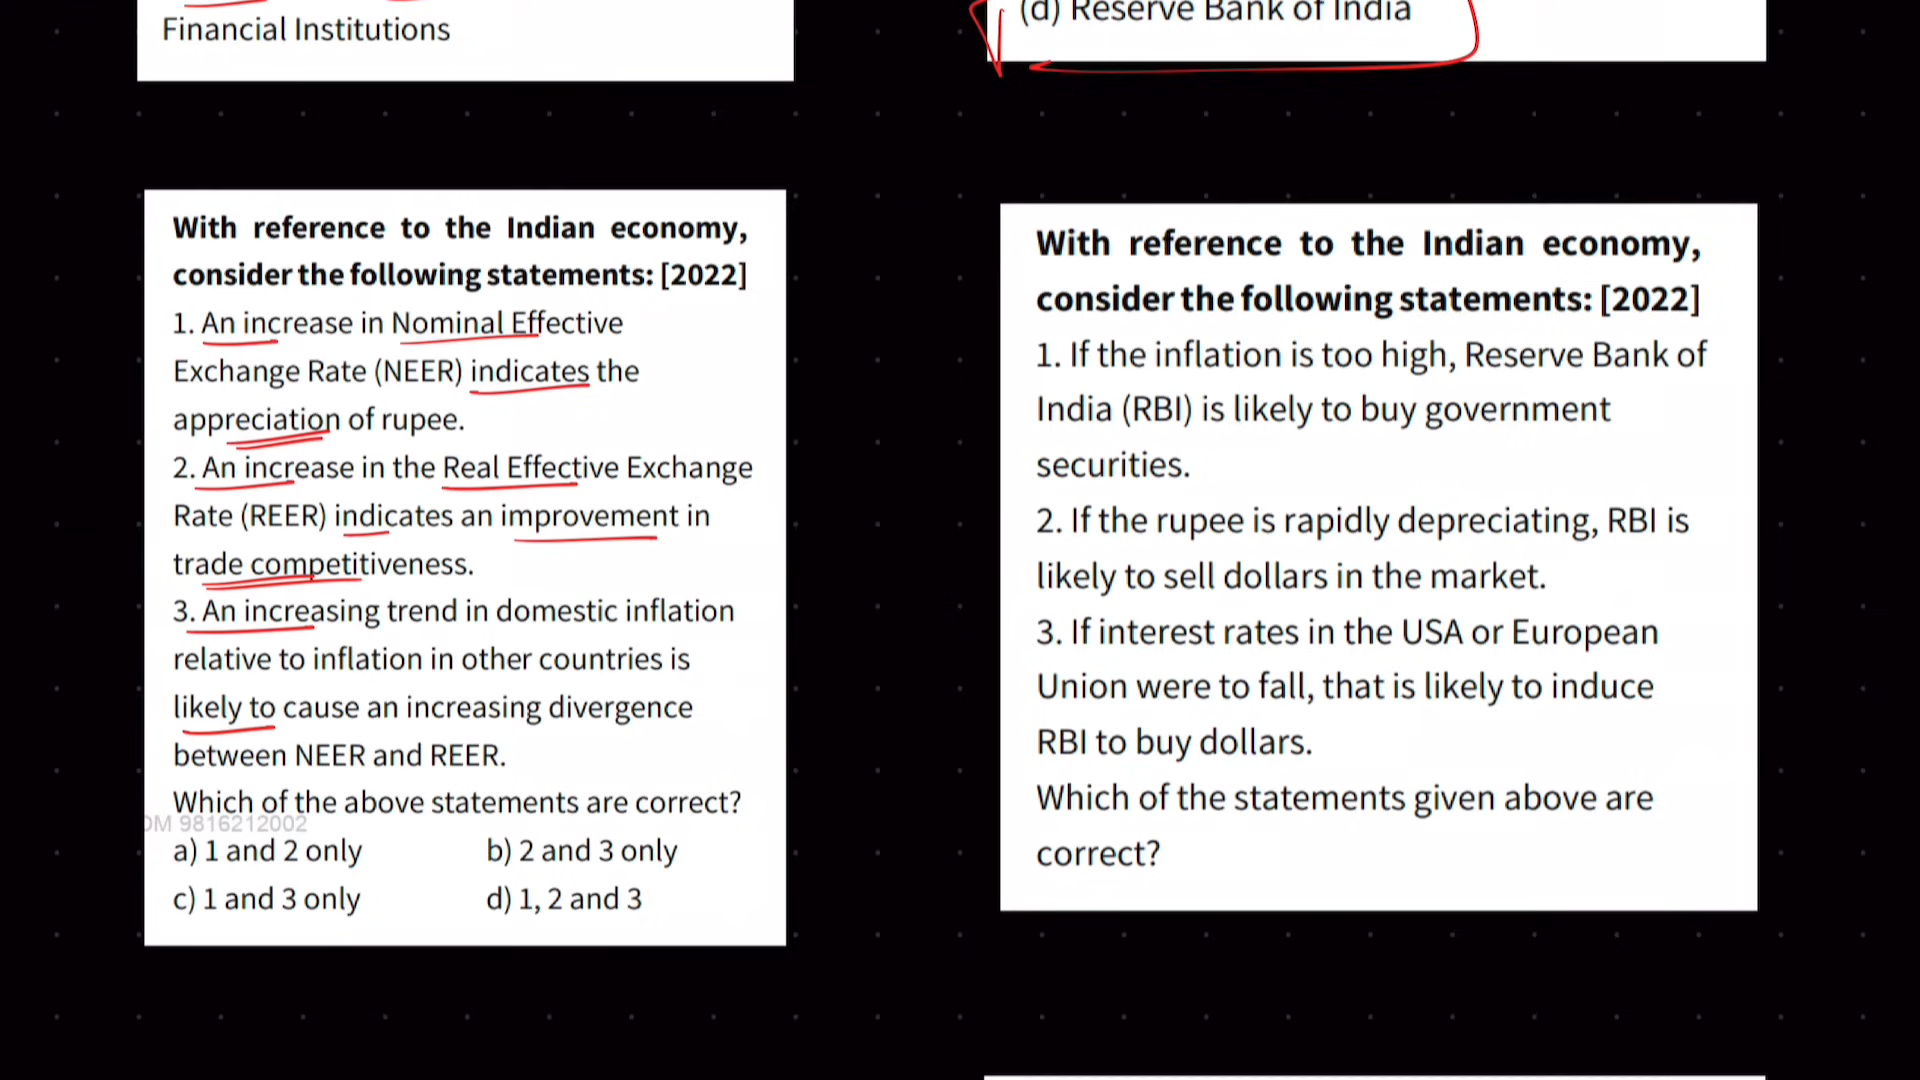 Financial Institutions
(d) Reserve Bank of India
With reference to the Indian economy,
consider the following statements: [2022]
1. An increase in Nominal Effective
Exchange Rate (NEER) indicates the
appreciation of rupee.
2. An increase in the Real Effective Exchange
Rate (REER) indicates an improvement in
trade competitiveness.
3. An increasing trend in domestic inflation
relative to inflation in other countries is
likely to cause an increasing divergence
between NEER and REER.
Which of the above statements are correct?
OM 9816212002
a) 1 and 2 only b) 2 and 3 only
c) 1 and 3 only d) 1, 2 and 3
With reference to the Indian economy,
consider the following statements: [2022]
1. If the inflation is too high, Reserve Bank of
India (RBI) is likely to buy government
securities.
2. If the rupee is rapidly depreciating, RBI is
likely to sell dollars in the market.
3. If interest rates in the USA or European
Union were to fall, that is likely to induce
RBI to buy dollars.
Which of the statements given above are
correct?